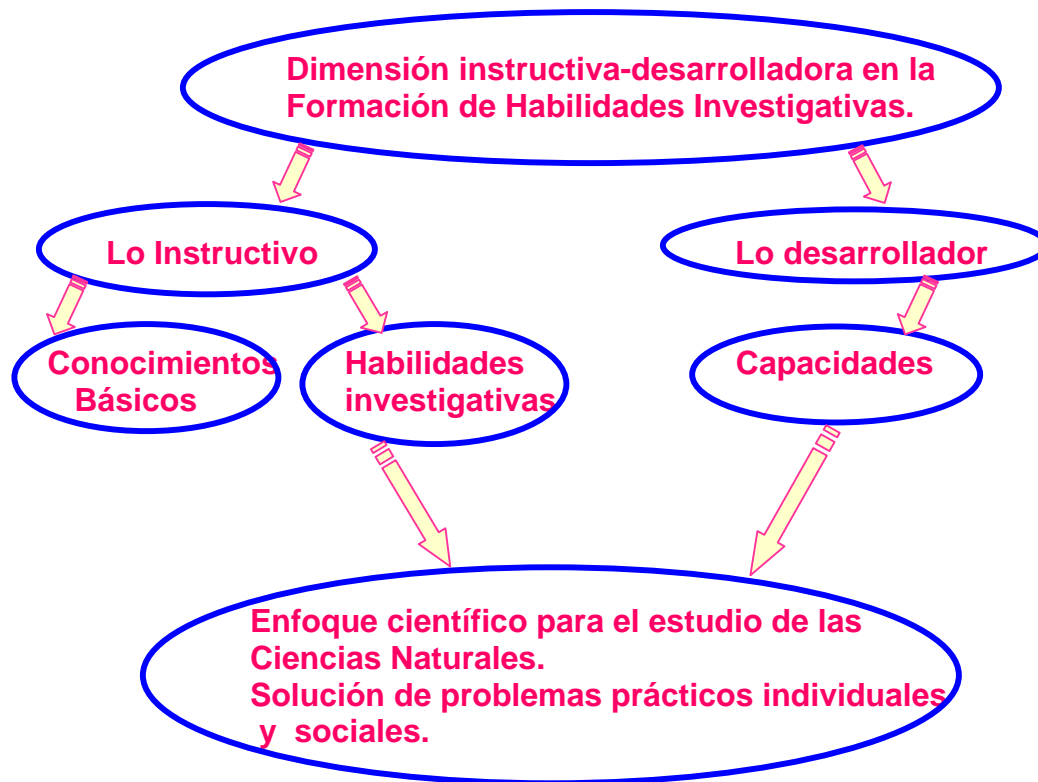 Dimensión instructiva-desarrolladora en la
Formación de Habilidades Investigativas.
Lo Instructivo
Lo desarrollador
Conocimientos
Básicos
Habilidades
investigativas
Capacidades
Enfoque científico para el estudio de las
Ciencias Naturales.
Solución de problemas prácticos individuales
y sociales.